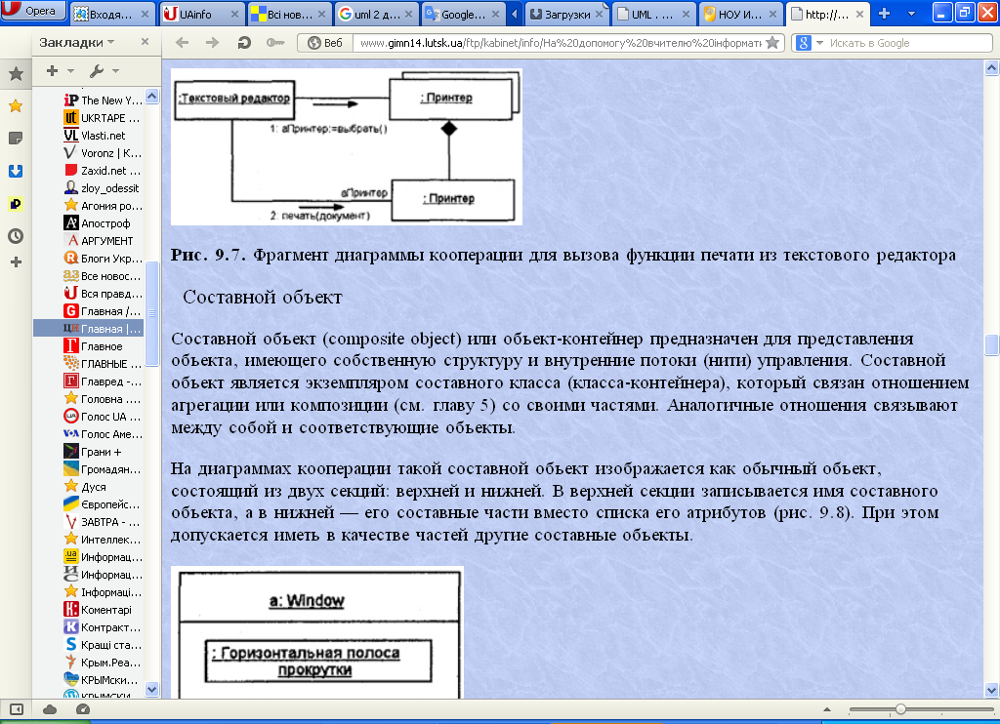 Opera
Входя...
UAinfo
Всі нов...
uml 2 д...
Google...
Загрузки
UML . ...
НОУ И...
http://...
Закладки
Веб
www.gimn14.lutsk.ua/ftp/kabinet/info/На%20допомогу%20вчителю%20інформати
Искать в Google
The New Y...
UKRTAPE ...
Vlasti.net
Voronz | К...
Zaxid.net ...
zloy_odessit
Агония ро...
Апостроф
АРГУМЕНТ
Блоги Укр...
Все новос...
Вся правд...
Главная /...
Главная |...
Главное
ГЛАВНЫЕ ...
Главред -...
Головна ...
Голос UA ...
Голос Аме...
Грани +
Громадян...
Дуся
Європейс...
ЗАВТРА - ...
Интеллек...
Информац...
Информац...
Інформаці...
Коментарі
Контракт...
Кращі ста...
Крым.Реа...
КРЫМски...
КРЫМСКИ...
:Текстовый редактор
: Принтер
1: аПринтер:=выбрать()
аПринтер
: Принтер
2: печать(документ)
Рис. 9.7. Фрагмент диаграммы кооперации для вызова функции печати из текстового редактора
Составной объект
Составной объект (composite object) или объект-контейнер предназначен для представления
объекта, имеющего собственную структуру и внутренние потоки (нити) управления. Составной
объект является экземпляром составного класса (класса-контейнера), который связан отношением
агрегации или композиции (см. главу 5) со своими частями. Аналогичные отношения связывают
между собой и соответствующие объекты.
На диаграммах кооперации такой составной объект изображается как обычный объект,
состоящий из двух секций: верхней и нижней. В верхней секции записывается имя составного
объекта, а в нижней — его составные части вместо списка его атрибутов (рис. 9.8). При этом
допускается иметь в качестве частей другие составные объекты.
a: Window
: Горизонтальная полоса
прокрутки